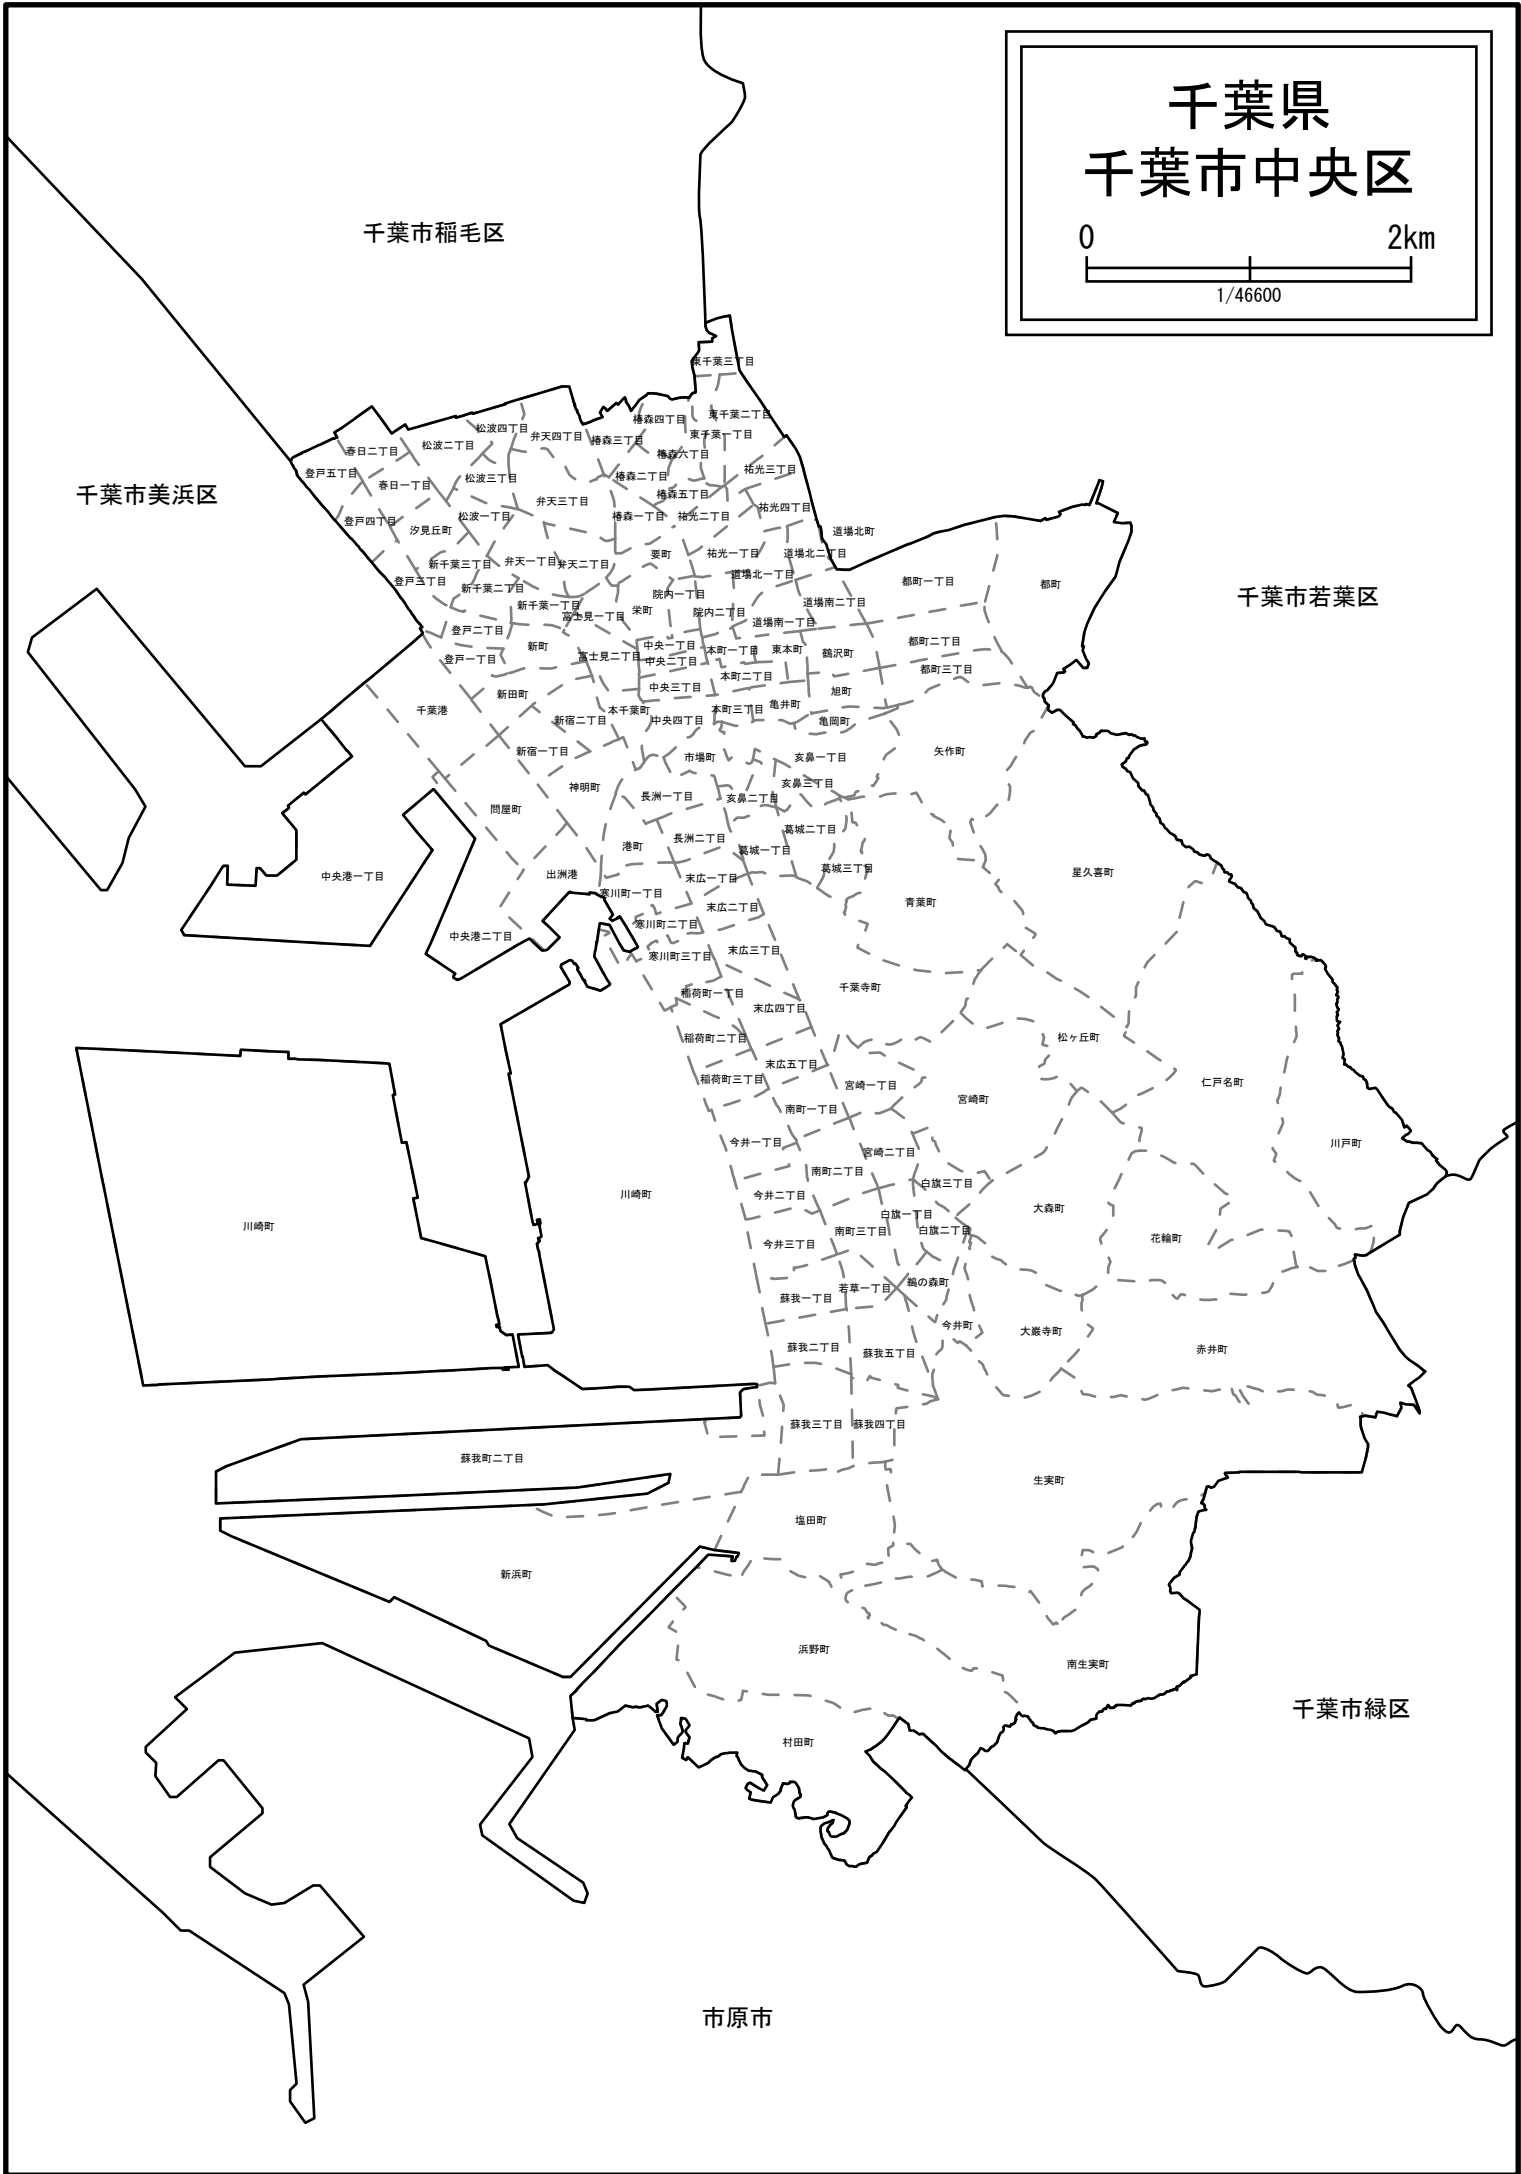 千葉県
千葉市中央区
0 2km
1/46600
千葉市稲毛区
千葉市美浜区
千葉市若葉区
千葉市緑区
市原市
東千葉三丁目
東千葉二丁目
東千葉一丁目
椿森四丁目
椿森三丁目
椿森六丁目
椿森二丁目
椿森五丁目
椿森一丁目
松波四丁目
弁天四丁目
松波二丁目
春日二丁目
登戸五丁目
春日一丁目
松波三丁目
祐光三丁目
弁天三丁目
祐光四丁目
登戸四丁目
汐見丘町
松波一丁目
祐光二丁目
道場北町
新千葉三丁目
弁天一丁目
弁天二丁目
要町
祐光一丁目
道場北二丁目
登戸三丁目
新千葉二丁目
道場北一丁目
都町一丁目
都町
新千葉一丁目
富士見一丁目
栄町
院内一丁目
院内二丁目
道場南二丁目
道場南一丁目
登戸二丁目
新町
登戸一丁目
富士見二丁目
中央一丁目
中央二丁目
本町一丁目
東本町
鶴沢町
都町二丁目
都町三丁目
中央三丁目
本町二丁目
旭町
新田町
千葉港
新宿二丁目
本千葉町
中央四丁目
本町三丁目
亀井町
亀岡町
新宿一丁目
市場町
亥鼻一丁目
矢作町
神明町
長洲一丁目
亥鼻三丁目
亥鼻二丁目
問屋町
港町
長洲二丁目
葛城二丁目
葛城一丁目
葛城三丁目
中央港一丁目
出洲港
末広一丁目
星久喜町
寒川町一丁目
末広二丁目
青葉町
寒川町二丁目
中央港二丁目
寒川町三丁目
末広三丁目
千葉寺町
稲荷町一丁目
末広四丁目
稲荷町二丁目
松ヶ丘町
末広五丁目
稲荷町三丁目
宮崎一丁目
宮崎町
仁戸名町
南町一丁目
今井一丁目
宮崎二丁目
川戸町
南町二丁目
白旗三丁目
川崎町
今井二丁目
大森町
白旗一丁目
川崎町
南町三丁目
白旗二丁目
花輪町
今井三丁目
若草一丁目
鵜の森町
蘇我一丁目
今井町
大巌寺町
蘇我二丁目
蘇我五丁目
赤井町
蘇我三丁目
蘇我四丁目
蘇我町二丁目
生実町
塩田町
新浜町
浜野町
南生実町
村田町